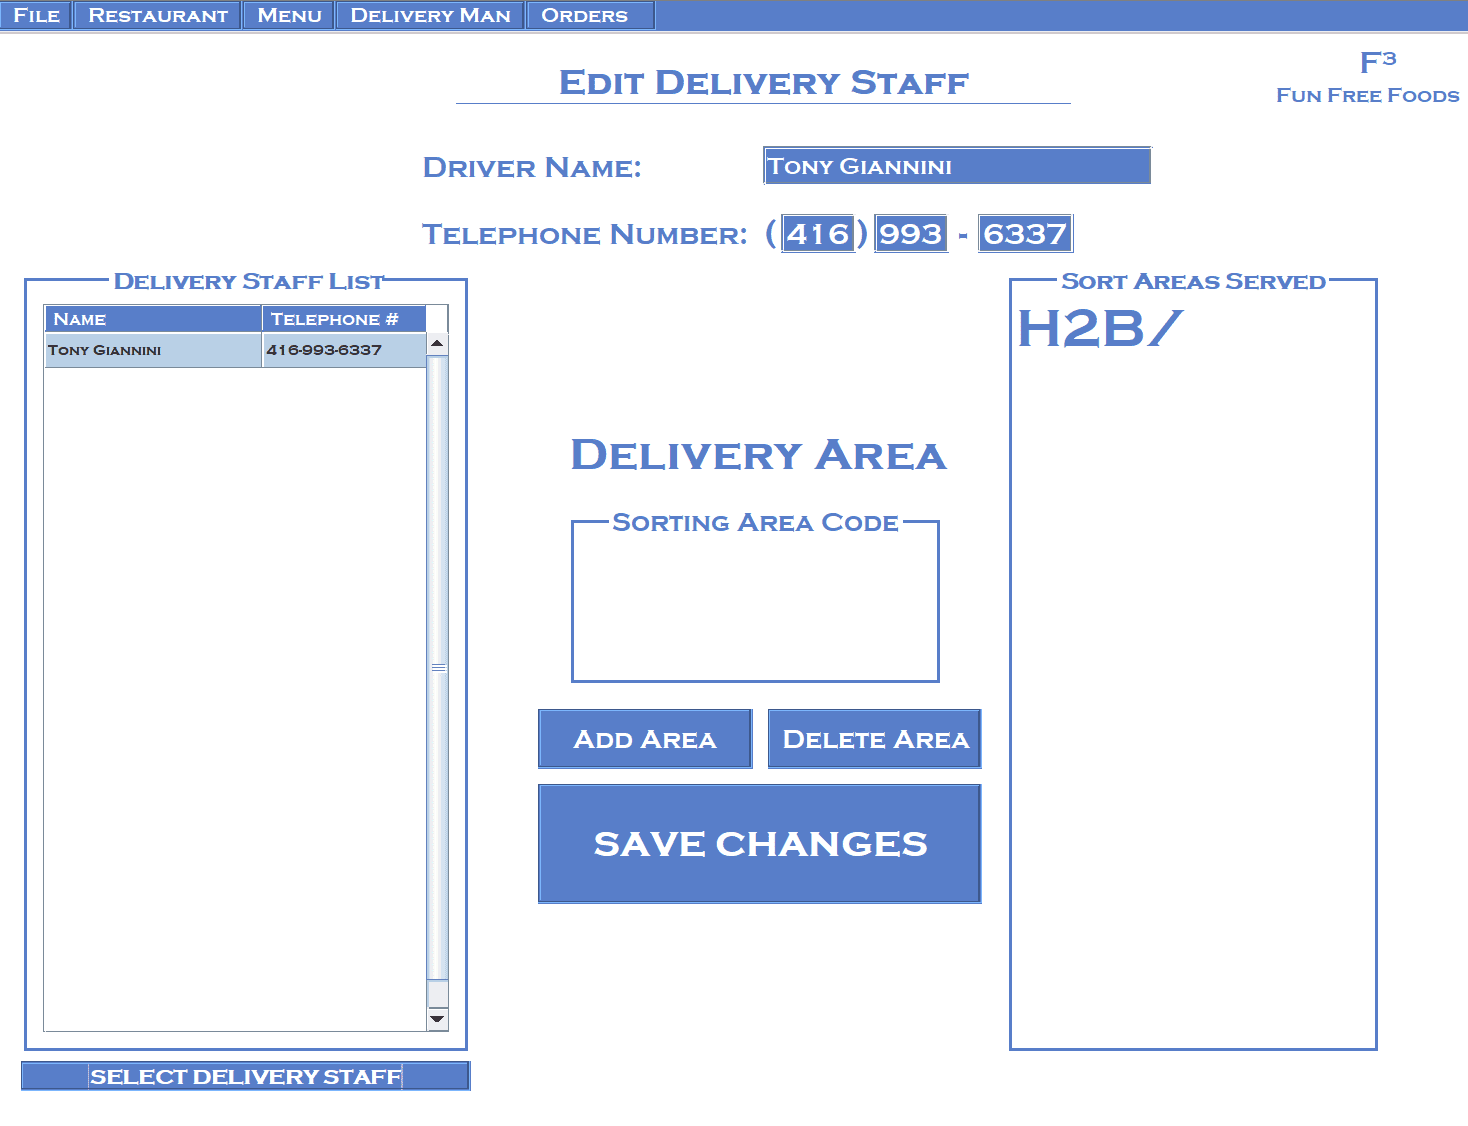 File Restaurant Menu Delivery Man Orders
F³
Fun Free Foods
Edit Delivery Staff
Driver Name: Tony Giannini
Telephone Number: (416) 993 - 6337
Delivery Staff List
Name Telephone #
Tony Giannini 416-993-6337
SELECT DELIVERY STAFF
Delivery Area
Sorting Area Code
Add Area Delete Area
SAVE CHANGES
Sort Areas Served
H2B/